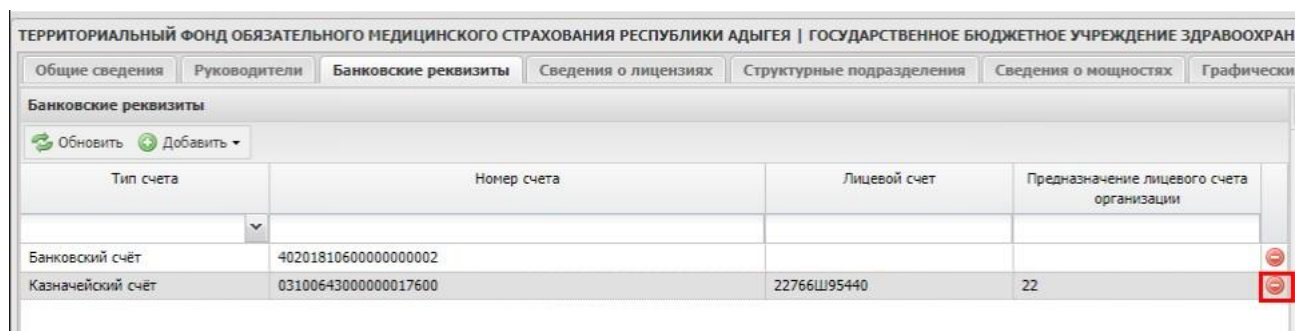 ТЕРРИТОРИАЛЬНЫЙ ФОНД ОБЯЗАТЕЛЬНОГО МЕДИЦИНСКОГО СТРАХОВАНИЯ РЕСПУБЛИКИ АДЫГЕЯ | ГОСУДАРСТВЕННОЕ БЮДЖЕТНОЕ УЧРЕЖДЕНИЕ ЗДРАВООХРАН
Общие сведения Руководители Банковские реквизиты Сведения о лицензиях Структурные подразделения Сведения о мощностях Графически
Банковские реквизиты
Обновить Добавить
Тип счета Номер счета Лицевой счет Предназначение лицевого счета
организации
Банковский счёт 40201810600000000002
Казначейский счёт 03100643000000017600 22766Ш95440 22